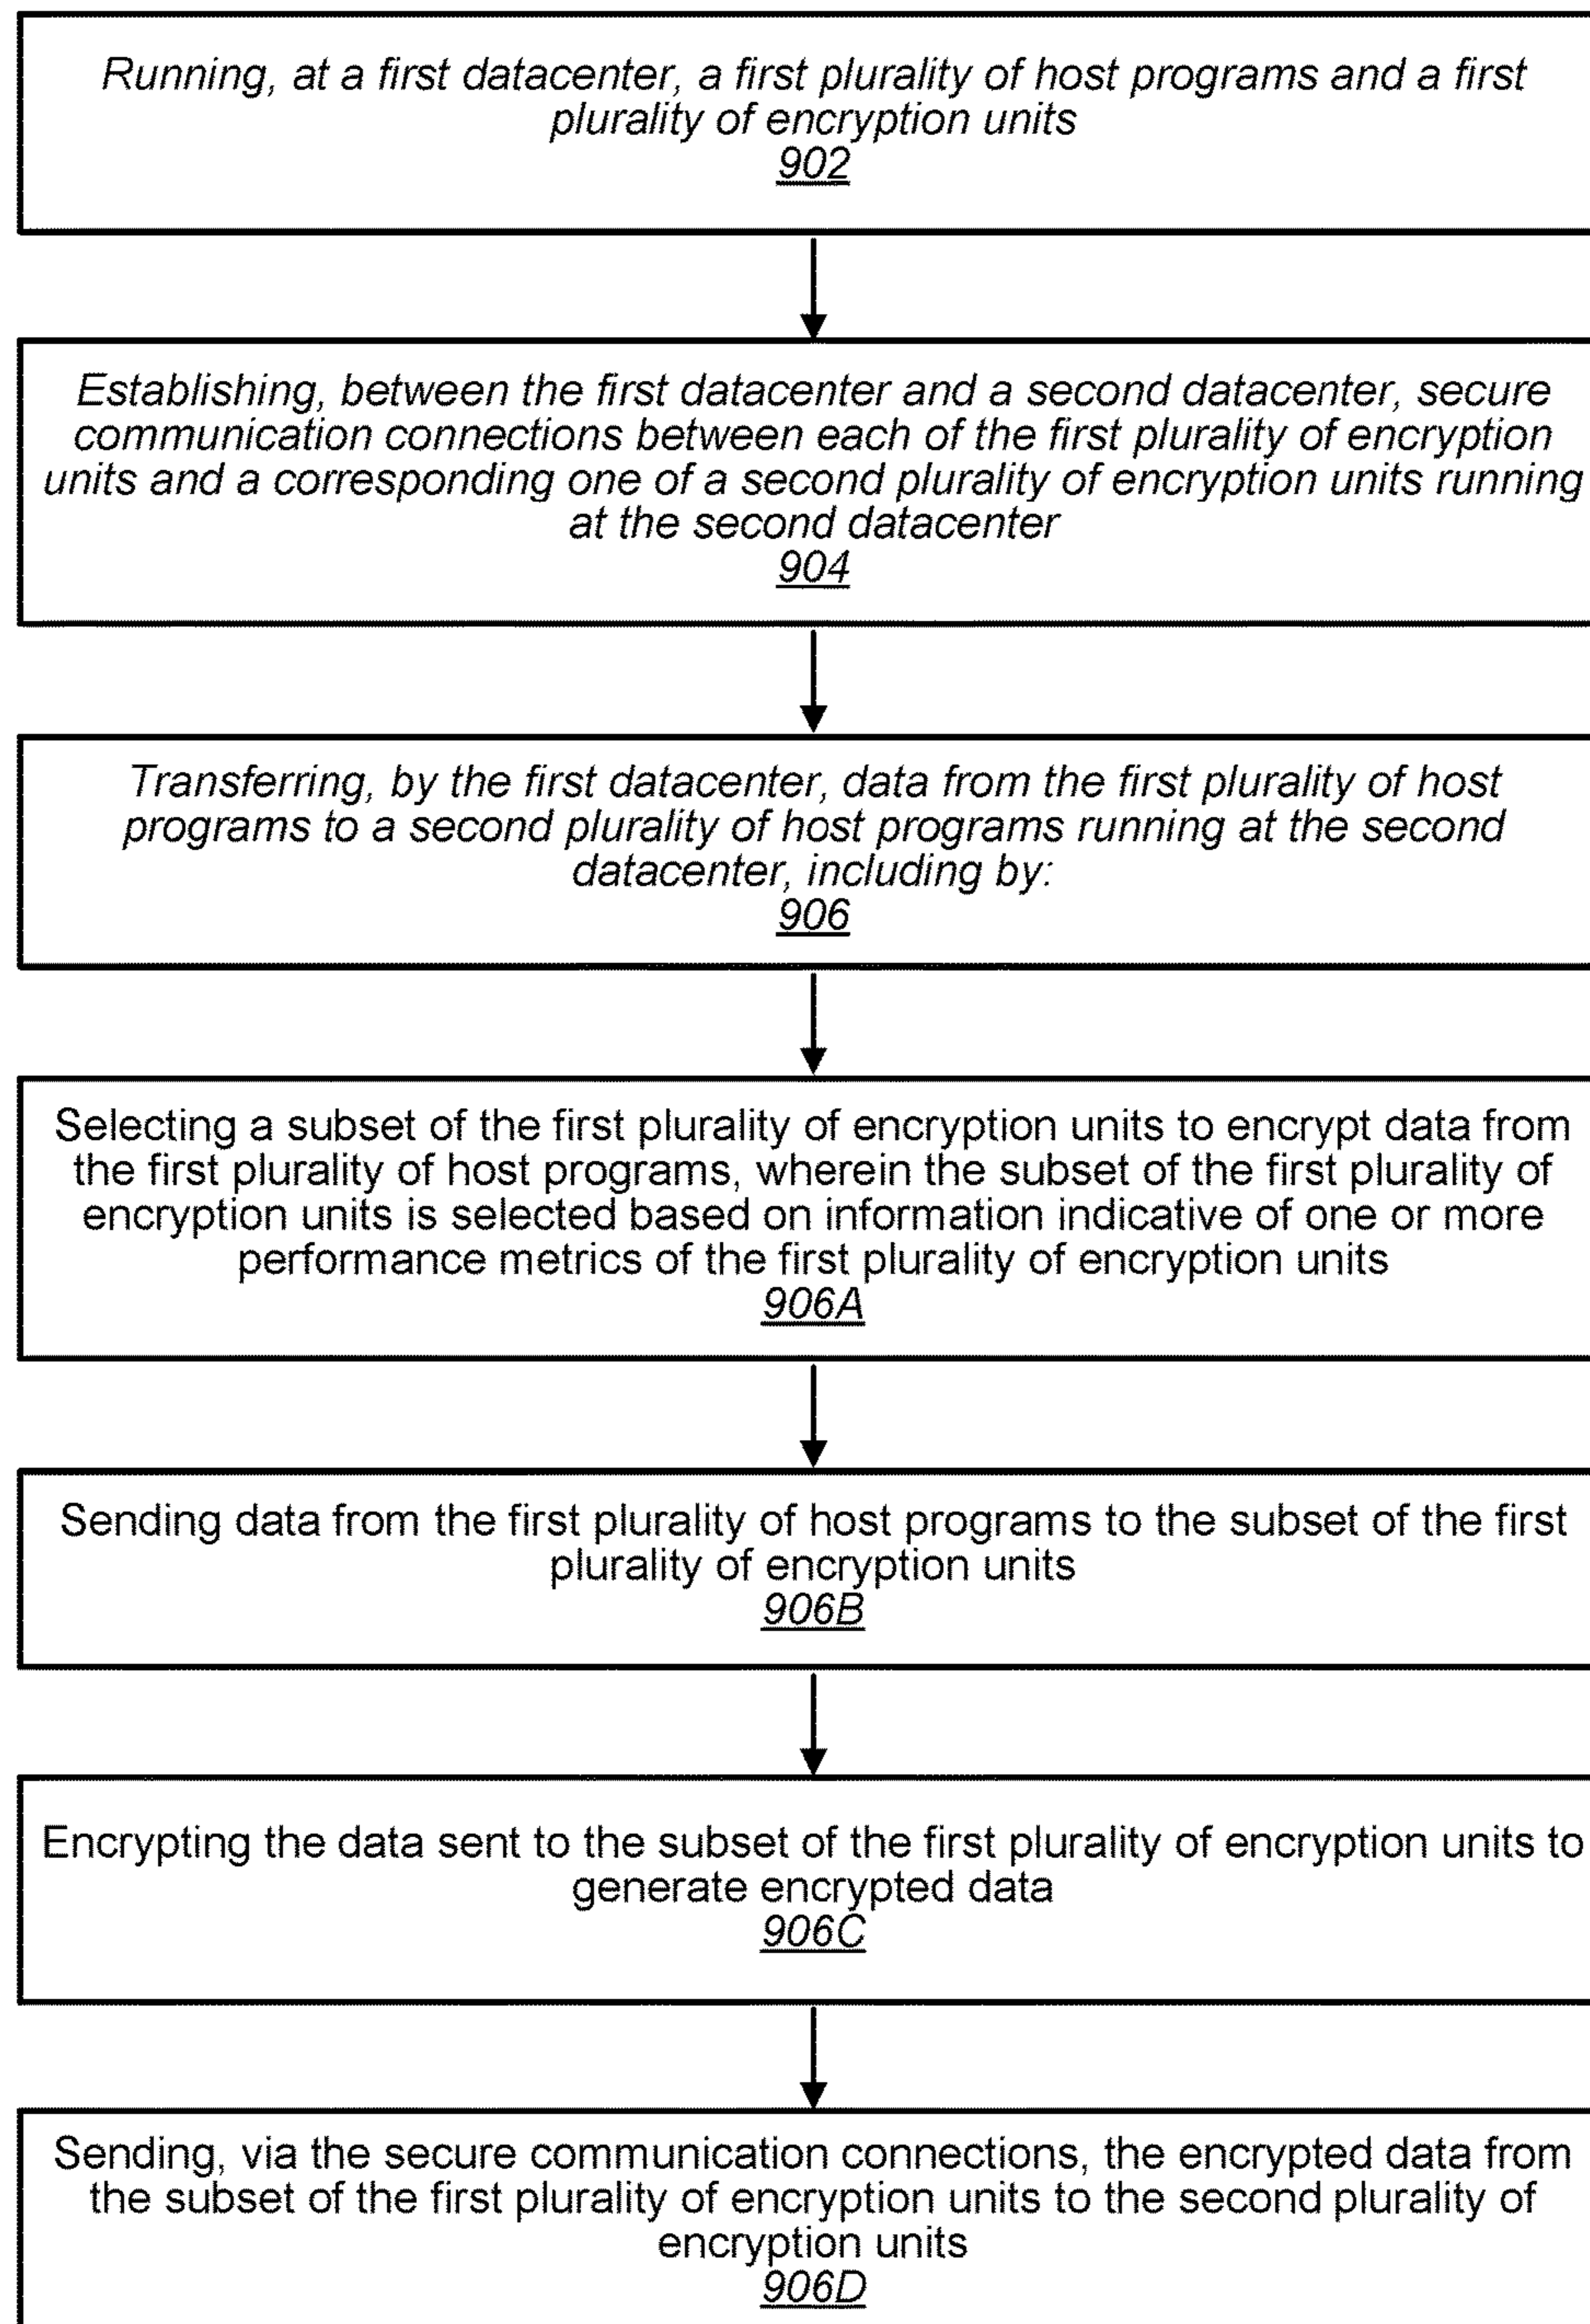 Running, at a first datacenter, a first plurality of host programs and a first
plurality of encryption units
902
Establishing, between the first datacenter and a second datacenter, secure
communication connections between each of the first plurality of encryption
units and a corresponding one of a second plurality of encryption units running
at the second datacenter
904
Transferring, by the first datacenter, data from the first plurality of host
programs to a second plurality of host programs running at the second
datacenter, including by:
906
Selecting a subset of the first plurality of encryption units to encrypt data from
the first plurality of host programs, wherein the subset of the first plurality of
encryption units is selected based on information indicative of one or more
performance metrics of the first plurality of encryption units
906A
Sending data from the first plurality of host programs to the subset of the first
plurality of encryption units
906B
Encrypting the data sent to the subset of the first plurality of encryption units to
generate encrypted data
906C
Sending, via the secure communication connections, the encrypted data from
the subset of the first plurality of encryption units to the second plurality of
encryption units
906D